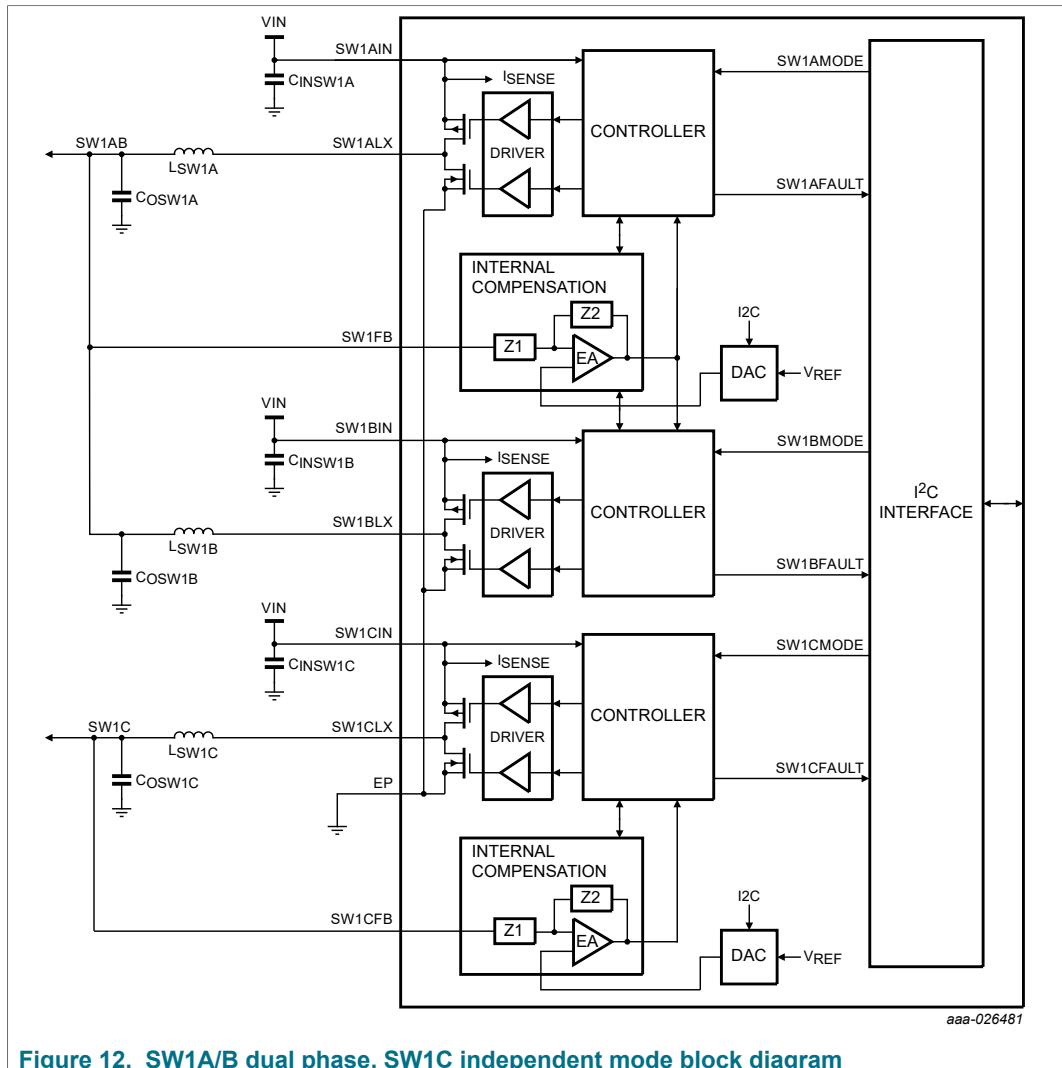 VIN
SW1AIN
CINSW1A
ISENSE
CONTROLLER
SW1AMODE
SW1AB
LSW1A
SW1ALX
DRIVER
COSW1A
SW1AFAULT
INTERNAL
COMPENSATION
Z2
SW1FB
Z1
EA
I2C
DAC
VREF
VIN
SW1BIN
CINSW1B
ISENSE
CONTROLLER
SW1BMODE
I2C
INTERFACE
LSW1B
SW1BLX
DRIVER
COSW1B
SW1BFAULT
VIN
SW1CIN
CINSW1C
ISENSE
CONTROLLER
SW1CMODE
SW1C
LSW1C
SW1CLX
DRIVER
COSW1C
EP
SW1CFAULT
INTERNAL
COMPENSATION
Z2
SW1CFB
Z1
EA
I2C
DAC
VREF
aaa-026481
Figure 12. SW1A/B dual phase, SW1C independent mode block diagram